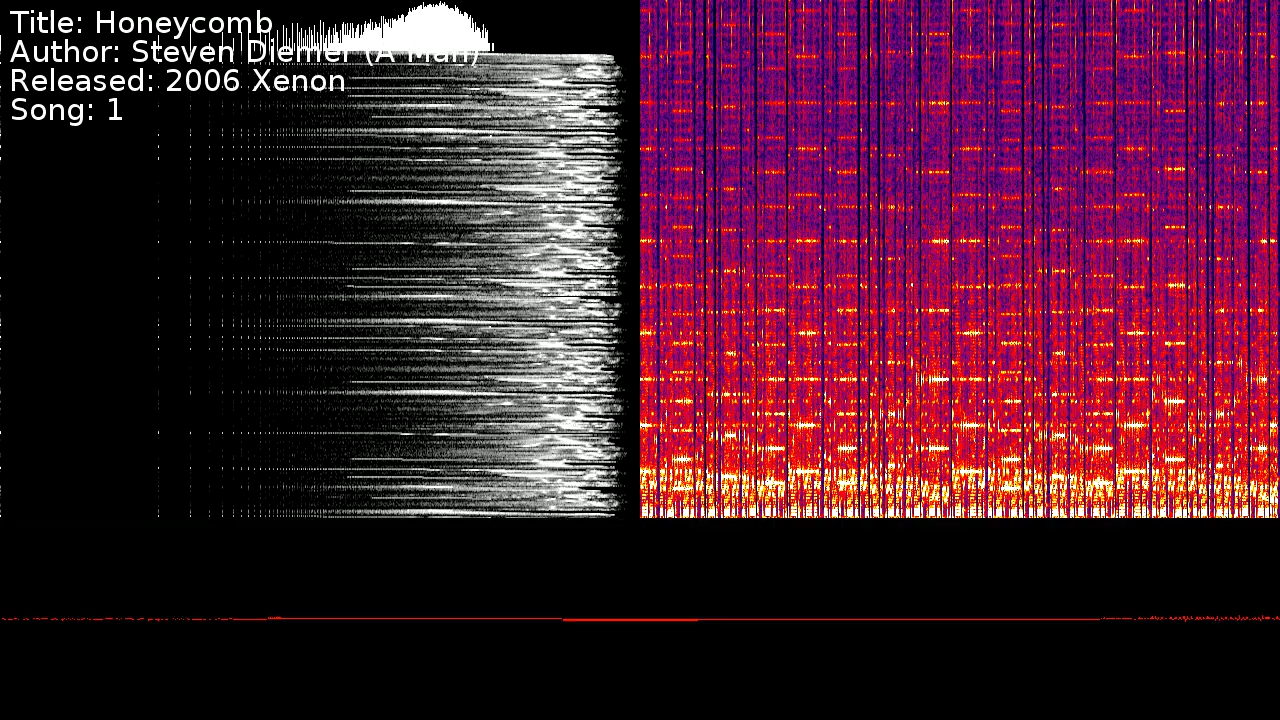 Title: Honeycomb
Author: Steven Diemer (A Man)
Released: 2006 Xenon
Song: 1